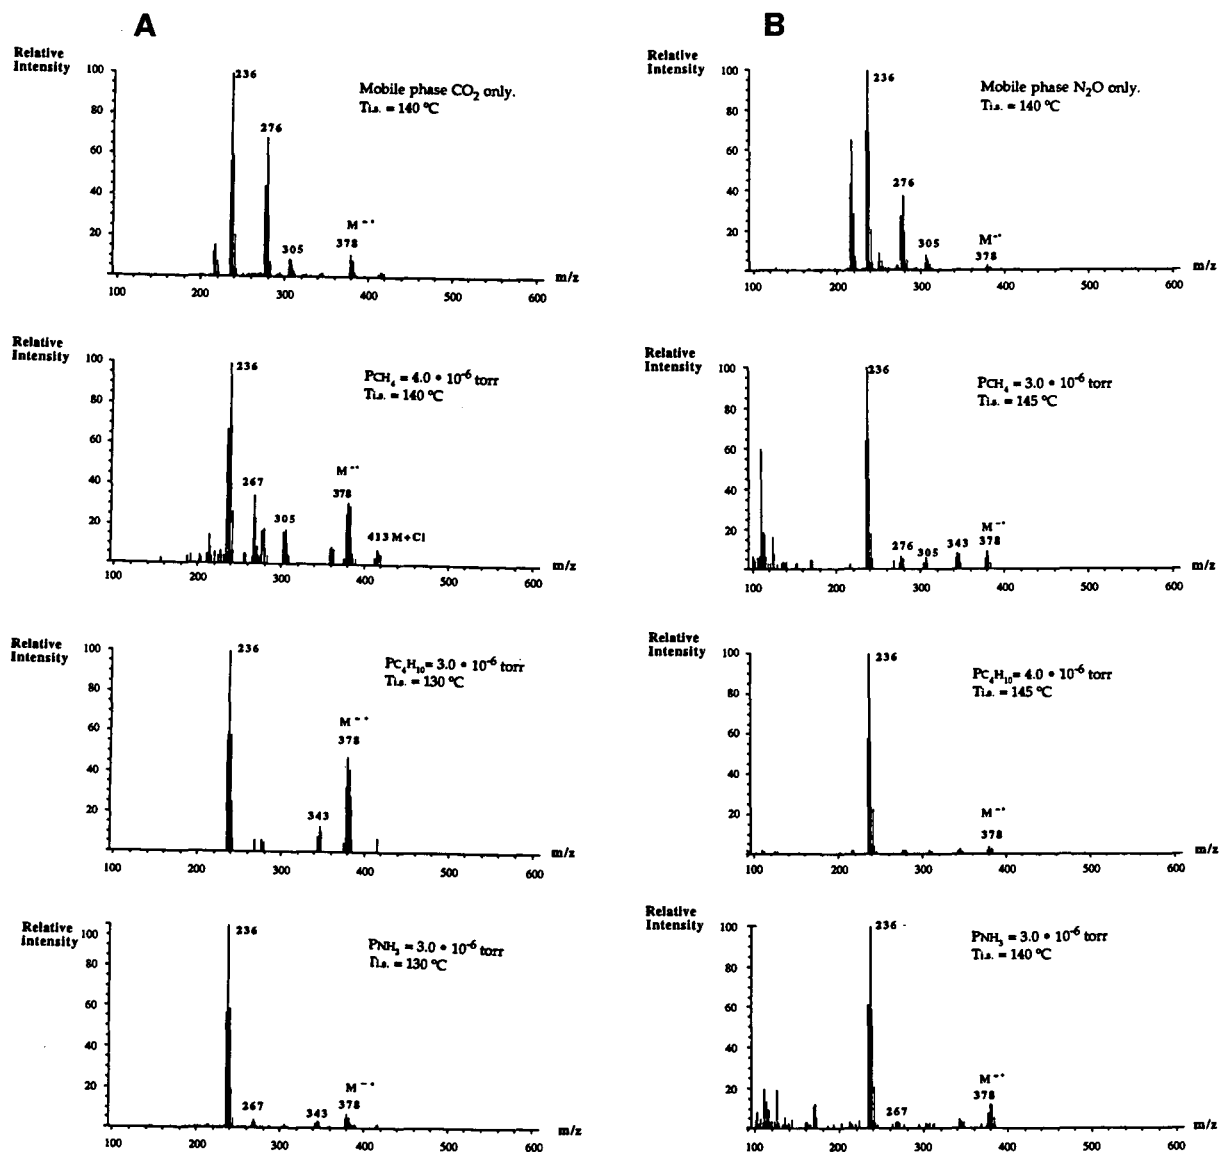 A
Relative
Intensity
Mobile phase CO2 only.
Ti.s. = 140 °C
100
80
60
40
20
236
276
305
M-•
378
100 200 300 400 500 600 m/z
Relative
Intensity
PCH4 = 4.0 • 10-6 torr
Ti.s. = 140 °C
100
80
60
40
20
236
267
305
M-•
378
413 M+Cl
100 200 300 400 500 600 m/z
Relative
Intensity
PC4H10 = 3.0 • 10-6 torr
Ti.s. = 130 °C
100
80
60
40
20
236
343
M-•
378
100 200 300 400 500 600 m/z
Relative
Intensity
PNH3 = 3.0 • 10-6 torr
Ti.s. = 130 °C
100
80
60
40
20
236
267
343
M-•
378
100 200 300 400 500 600 m/z
B
Relative
Intensity
Mobile phase N2O only.
Ti.s. = 140 °C
100
80
60
40
20
236
276
305
M-•
378
100 200 300 400 500 600 m/z
Relative
Intensity
PCH4 = 3.0 • 10-6 torr
Ti.s. = 145 °C
100
80
60
40
20
236
276
305
343
M-•
378
100 200 300 400 500 600 m/z
Relative
Intensity
PC4H10 = 4.0 • 10-6 torr
Ti.s. = 145 °C
100
80
60
40
20
236
M-•
378
100 200 300 400 500 600 m/z
Relative
Intensity
PNH3 = 3.0 • 10-6 torr
Ti.s. = 140 °C
100
80
60
40
20
236
267
M-•
378
100 200 300 400 500 600 m/z